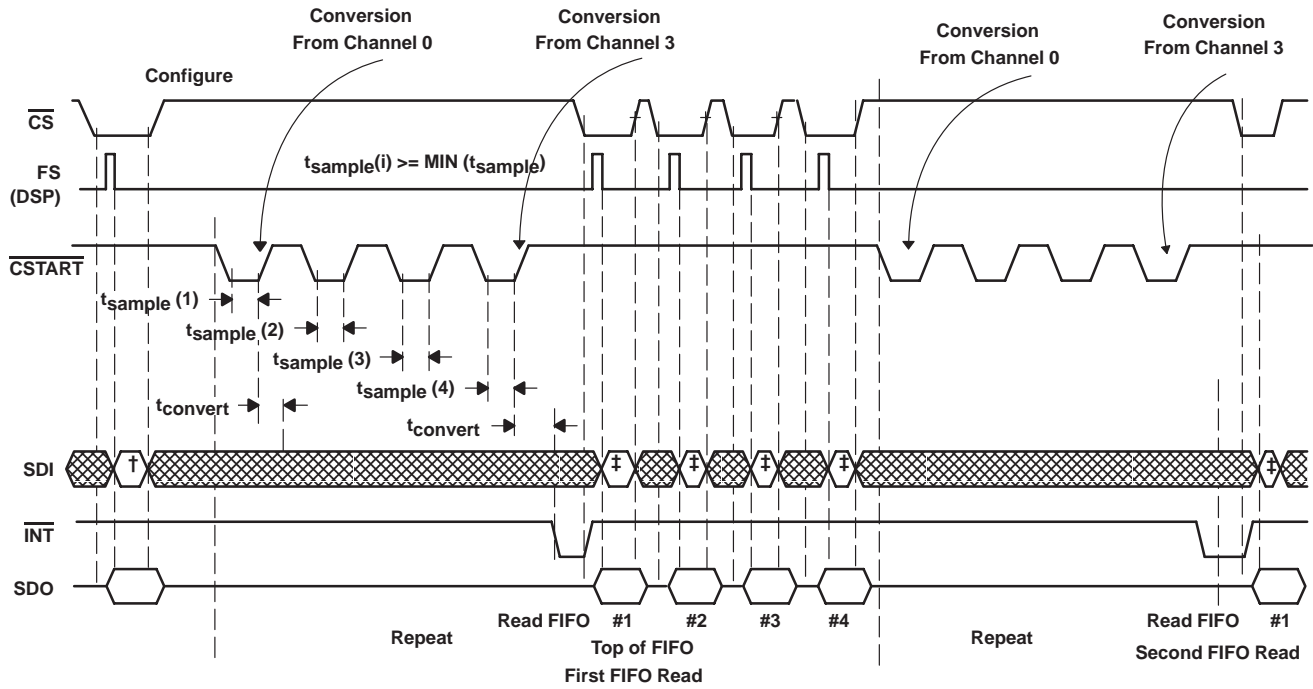 Conversion
From Channel 0
Conversion
From Channel 3
Conversion
From Channel 0
Conversion
From Channel 3
Configure
CS
FS
(DSP)
tsample(i) >= MIN (tsample)
CSTART
tsample (1)
tsample (2)
tsample (3)
tsample (4)
tconvert
tconvert
SDI
† ‡ ‡ ‡ ‡ ‡
INT
SDO
Read FIFO #1 #2 #3 #4 Read FIFO #1
Repeat Top of FIFO Repeat Second FIFO Read
First FIFO Read